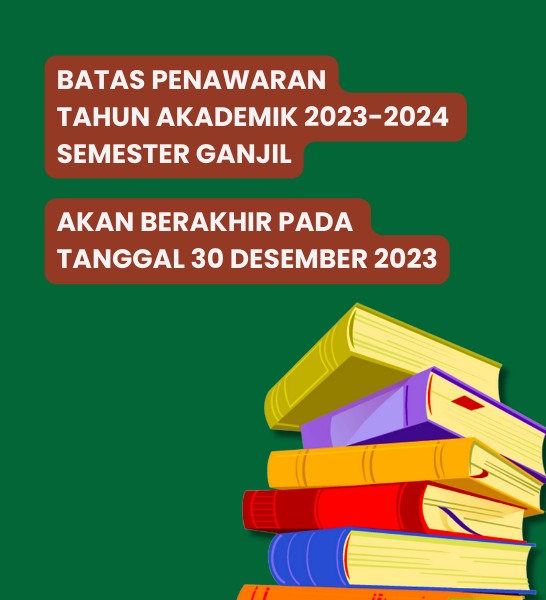 BATAS PENAWARAN
TAHUN AKADEMIK 2023-2024
SEMESTER GANJIL
AKAN BERAKHIR PADA
TANGGAL 30 DESEMBER 2023